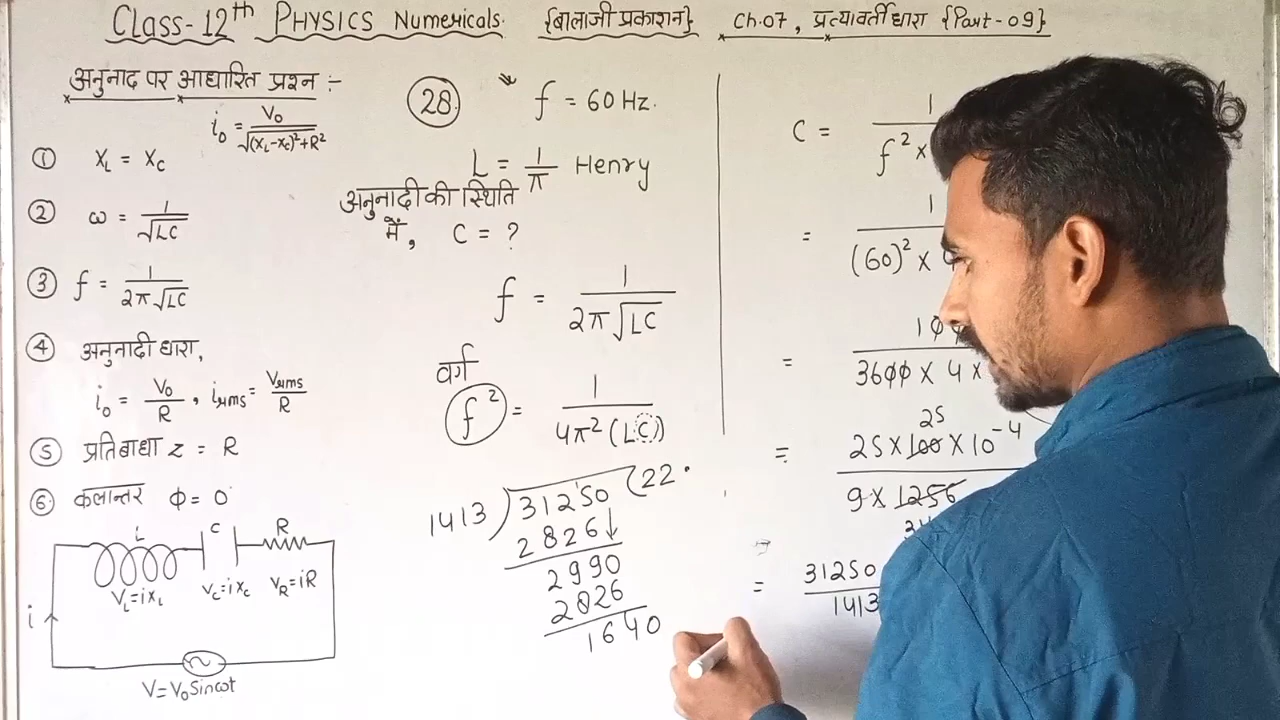 Class-12th PHYSICS Numericals. {बालाजी प्रकाशन} Ch.07, प्रत्यावर्ती धारा {Part-09}
अनुनाद पर आधारित प्रश्न :-
i₀ = V₀/√((X_L-X_C)²+R²)
① X_L = X_C
② ω = 1/√LC
③ f = 1/2π√LC
④ अनुनादी धारा,
i₀ = V₀/R, i_rms = V_rms/R
⑤ प्रतिबाधा Z = R
⑥ कलान्तर ϕ = 0
L C R
V_L=iX_L V_C=iX_C V_R=iR
i
V=V₀Sinωt
28 f = 60 Hz.
L = 1/π Henry
अनुनादी की स्थिति
में, C = ?
f = 1/2π√LC
वर्ग
f² = 1/4π²(LC)
1413)31250(22.
2826↓
2990
2826
1640
C = 1/f²×
= 1/(60)²×
= 100/3600×4×
= 25×100×10⁻⁴/9×1256
25
= 31250/1413